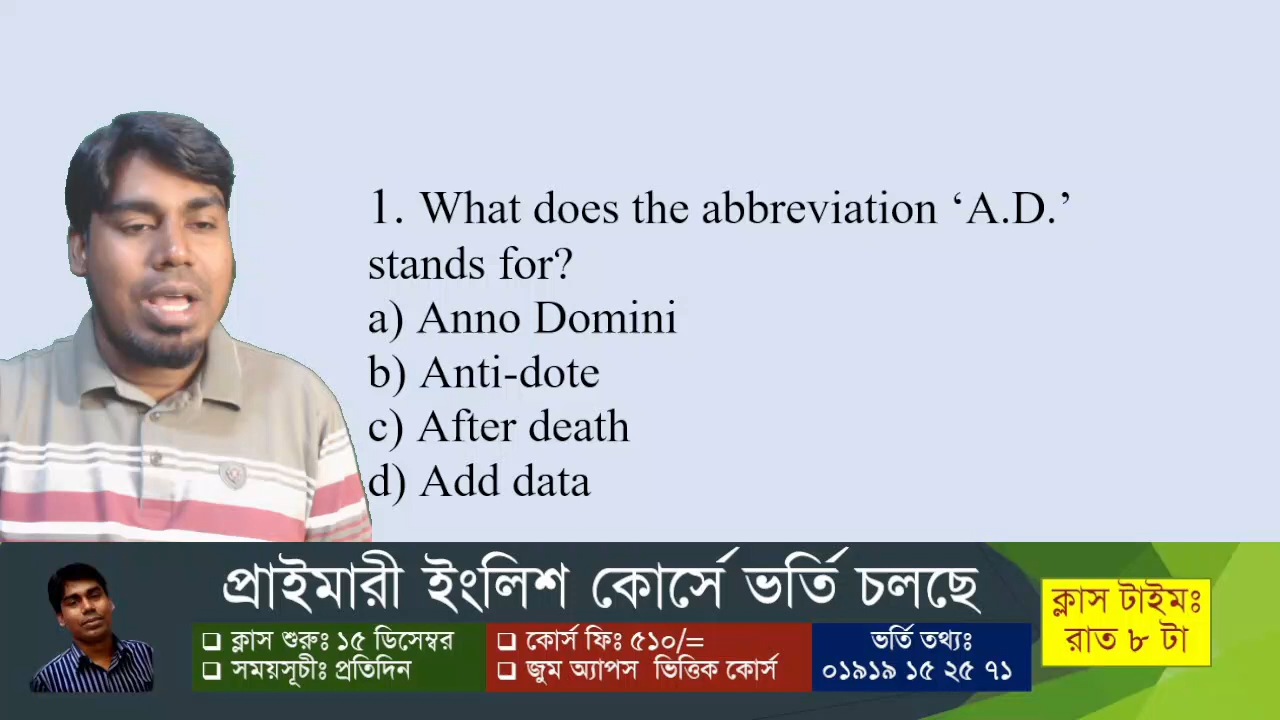 1. What does the abbreviation ‘A.D.’
stands for?
a) Anno Domini
b) Anti-dote
c) After death
d) Add data
প্রাইমারী ইংলিশ কোর্সে ভর্তি চলছে
ক্লাস শুরুঃ ১৫ ডিসেম্বর
সময়সূচীঃ প্রতিদিন
কোর্স ফিঃ ৫১০/=
জুম অ্যাপস ভিত্তিক কোর্স
ভর্তি তথ্যঃ
০১৯১৯ ১৫ ২৫ ৭১
ক্লাস টাইমঃ
রাত ৮ টা